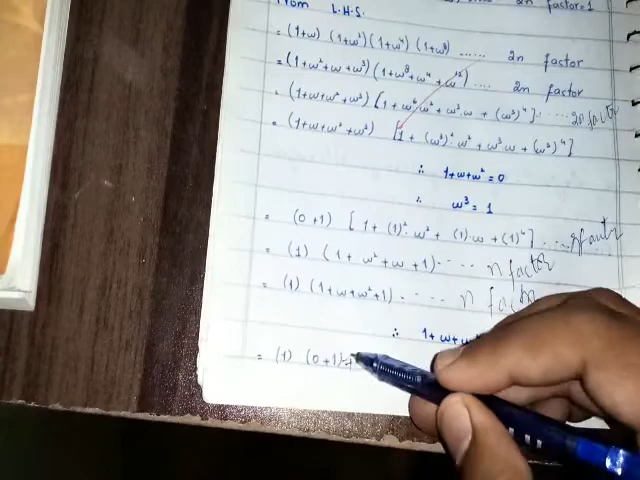 From L.H.S. 2n factor = 1
= (1+ω) (1+ω²) (1+ω⁴) (1+ω⁸) ...... 2n factor
= (1+ω²+ω+ω³) (1+ω⁸+ω⁴+ω¹²) .... 2n factor
= (1+ω+ω²+ω³) [1+ω⁶ω²+ω³.ω+(ω³)⁴] ..... 2n factor
= (1+ω+ω²+ω³) [1+(ω³)².ω²+ω³ω+(ω³)⁴]
∴ 1+ω+ω²=0
∴ ω³=1
= (0+1) [1+(1)².ω²+(1).ω+(1)⁴] .... n factor
= (1) (1+ω²+ω+1)..... n factor
= (1) (1+ω+ω²+1)..... n factor
∴ 1+ω+
= (1) (0+1)